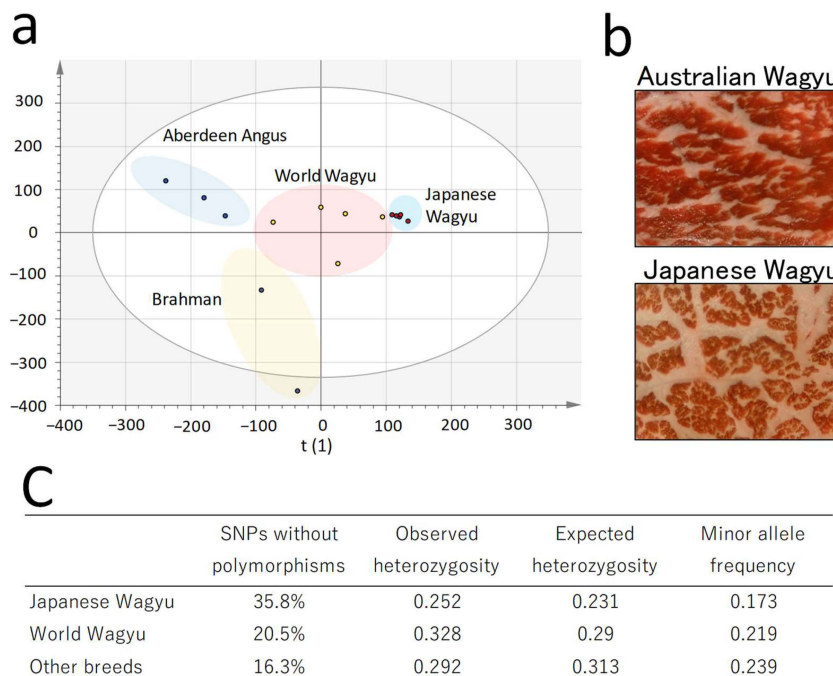 a
300
200
100
0
−100
−200
−300
−400
−400 −300 −200 −100 0 100 200 300
t (1)
Aberdeen Angus
World Wagyu
Japanese
Wagyu
Brahman
b
Australian Wagyu
Japanese Wagyu
C
SNPs without Observed Expected Minor allele
polymorphisms heterozygosity heterozygosity frequency
Japanese Wagyu 35.8% 0.252 0.231 0.173
World Wagyu 20.5% 0.328 0.29 0.219
Other breeds 16.3% 0.292 0.313 0.239